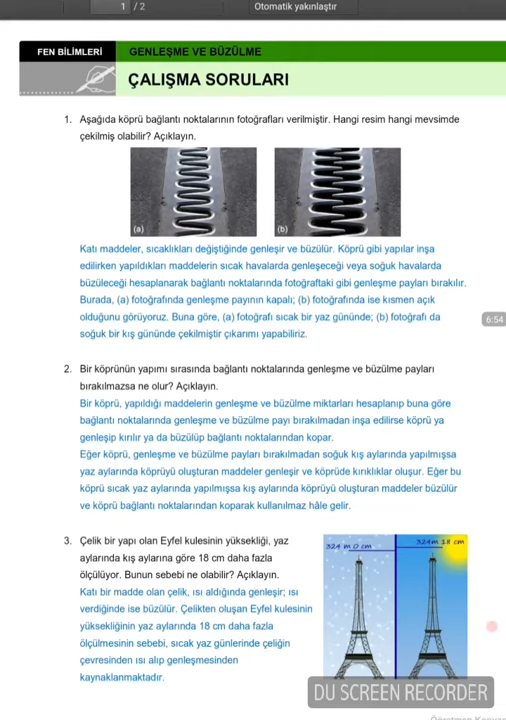 1 / 2 Otomatik yakınlaştır
FEN BİLİMLERİ GENLEŞME VE BÜZÜLME
ÇALIŞMA SORULARI
1. Aşağıda köprü bağlantı noktalarının fotoğrafları verilmiştir. Hangi resim hangi mevsimde
çekilmiş olabilir? Açıklayın.
(a) (b)
Katı maddeler, sıcaklıkları değiştiğinde genleşir ve büzülür. Köprü gibi yapılar inşa
edilirken yapıldıkları maddelerin sıcak havalarda genleşeceği veya soğuk havalarda
büzüleceği hesaplanarak bağlantı noktalarında fotoğraftaki gibi genleşme payları bırakılır.
Burada, (a) fotoğrafında genleşme payının kapalı; (b) fotoğrafında ise kısmen açık
olduğunu görüyoruz. Buna göre, (a) fotoğrafı sıcak bir yaz gününde; (b) fotoğrafı da
soğuk bir kış gününde çekilmiştir çıkarımı yapabiliriz.
6:54
2. Bir köprünün yapımı sırasında bağlantı noktalarında genleşme ve büzülme payları
bırakılmazsa ne olur? Açıklayın.
Bir köprü, yapıldığı maddelerin genleşme ve büzülme miktarları hesaplanıp buna göre
bağlantı noktalarında genleşme ve büzülme payı bırakılmadan inşa edilirse köprü ya
genleşip kırılır ya da büzülüp bağlantı noktalarından kopar.
Eğer köprü, genleşme ve büzülme payları bırakılmadan soğuk kış aylarında yapılmışsa
yaz aylarında köprüyü oluşturan maddeler genleşir ve köprüde kırıklıklar oluşur. Eğer bu
köprü sıcak yaz aylarında yapılmışsa kış aylarında köprüyü oluşturan maddeler büzülür
ve köprü bağlantı noktalarından koparak kullanılmaz hâle gelir.
3. Çelik bir yapı olan Eyfel kulesinin yüksekliği, yaz
aylarında kış aylarına göre 18 cm daha fazla
ölçülüyor. Bunun sebebi ne olabilir? Açıklayın.
Katı bir madde olan çelik, ısı aldığında genleşir; ısı
verdiğinde ise büzülür. Çelikten oluşan Eyfel kulesinin
yüksekliğinin yaz aylarında 18 cm daha fazla
ölçülmesinin sebebi, sıcak yaz günlerinde çeliğin
çevresinden ısı alıp genleşmesinden
kaynaklanmaktadır.
324 m 0 cm 324 m 18 cm
DU SCREEN RECORDER